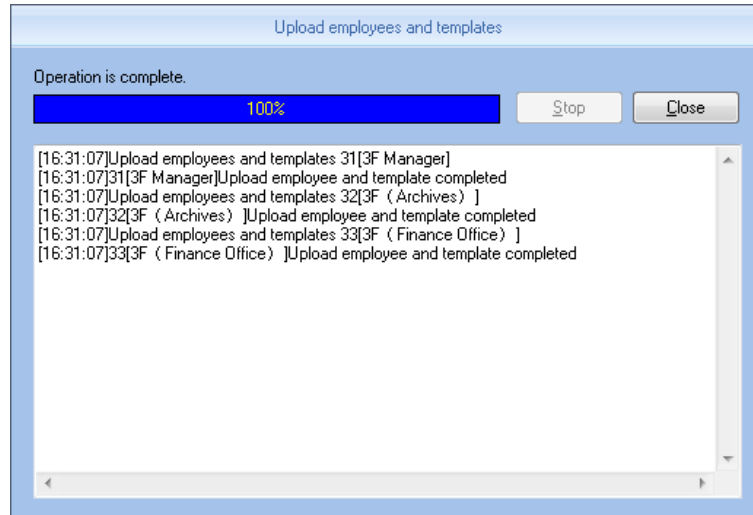 Upload employees and templates
Operation is complete.
100%
Stop
Close
[16:31:07]Upload employees and templates 31[3F Manager]
[16:31:07]31[3F Manager]Upload employee and template completed
[16:31:07]Upload employees and templates 32[3F（Archives）]
[16:31:07]32[3F（Archives）]Upload employee and template completed
[16:31:07]Upload employees and templates 33[3F（Finance Office）]
[16:31:07]33[3F（Finance Office）]Upload employee and template completed